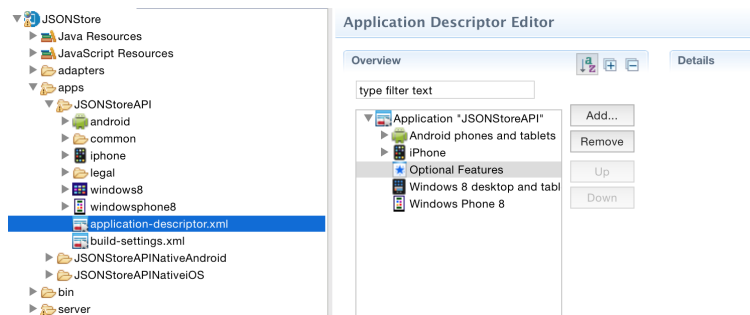 JSONStore
Java Resources
JavaScript Resources
adapters
apps
JSONStoreAPI
android
common
iphone
legal
windows8
windowsphone8
application-descriptor.xml
build-settings.xml
JSONStoreAPINativeAndroid
JSONStoreAPINativeiOS
bin
server
Application Descriptor Editor
Overview
type filter text
Application "JSONStoreAPI"
Android phones and tablets
iPhone
Optional Features
Windows 8 desktop and tabl
Windows Phone 8
Add...
Remove
Up
Down
Details